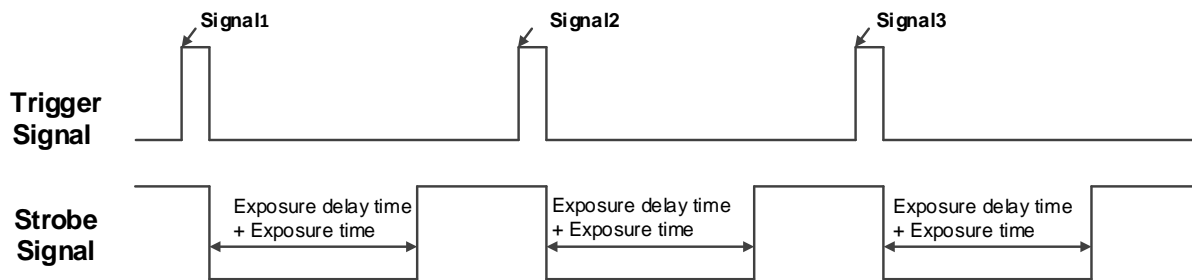 Signal1
Signal2
Signal3
Trigger
Signal
Exposure delay time
+ Exposure time
Exposure delay time
+ Exposure time
Exposure delay time
+ Exposure time
Strobe
Signal